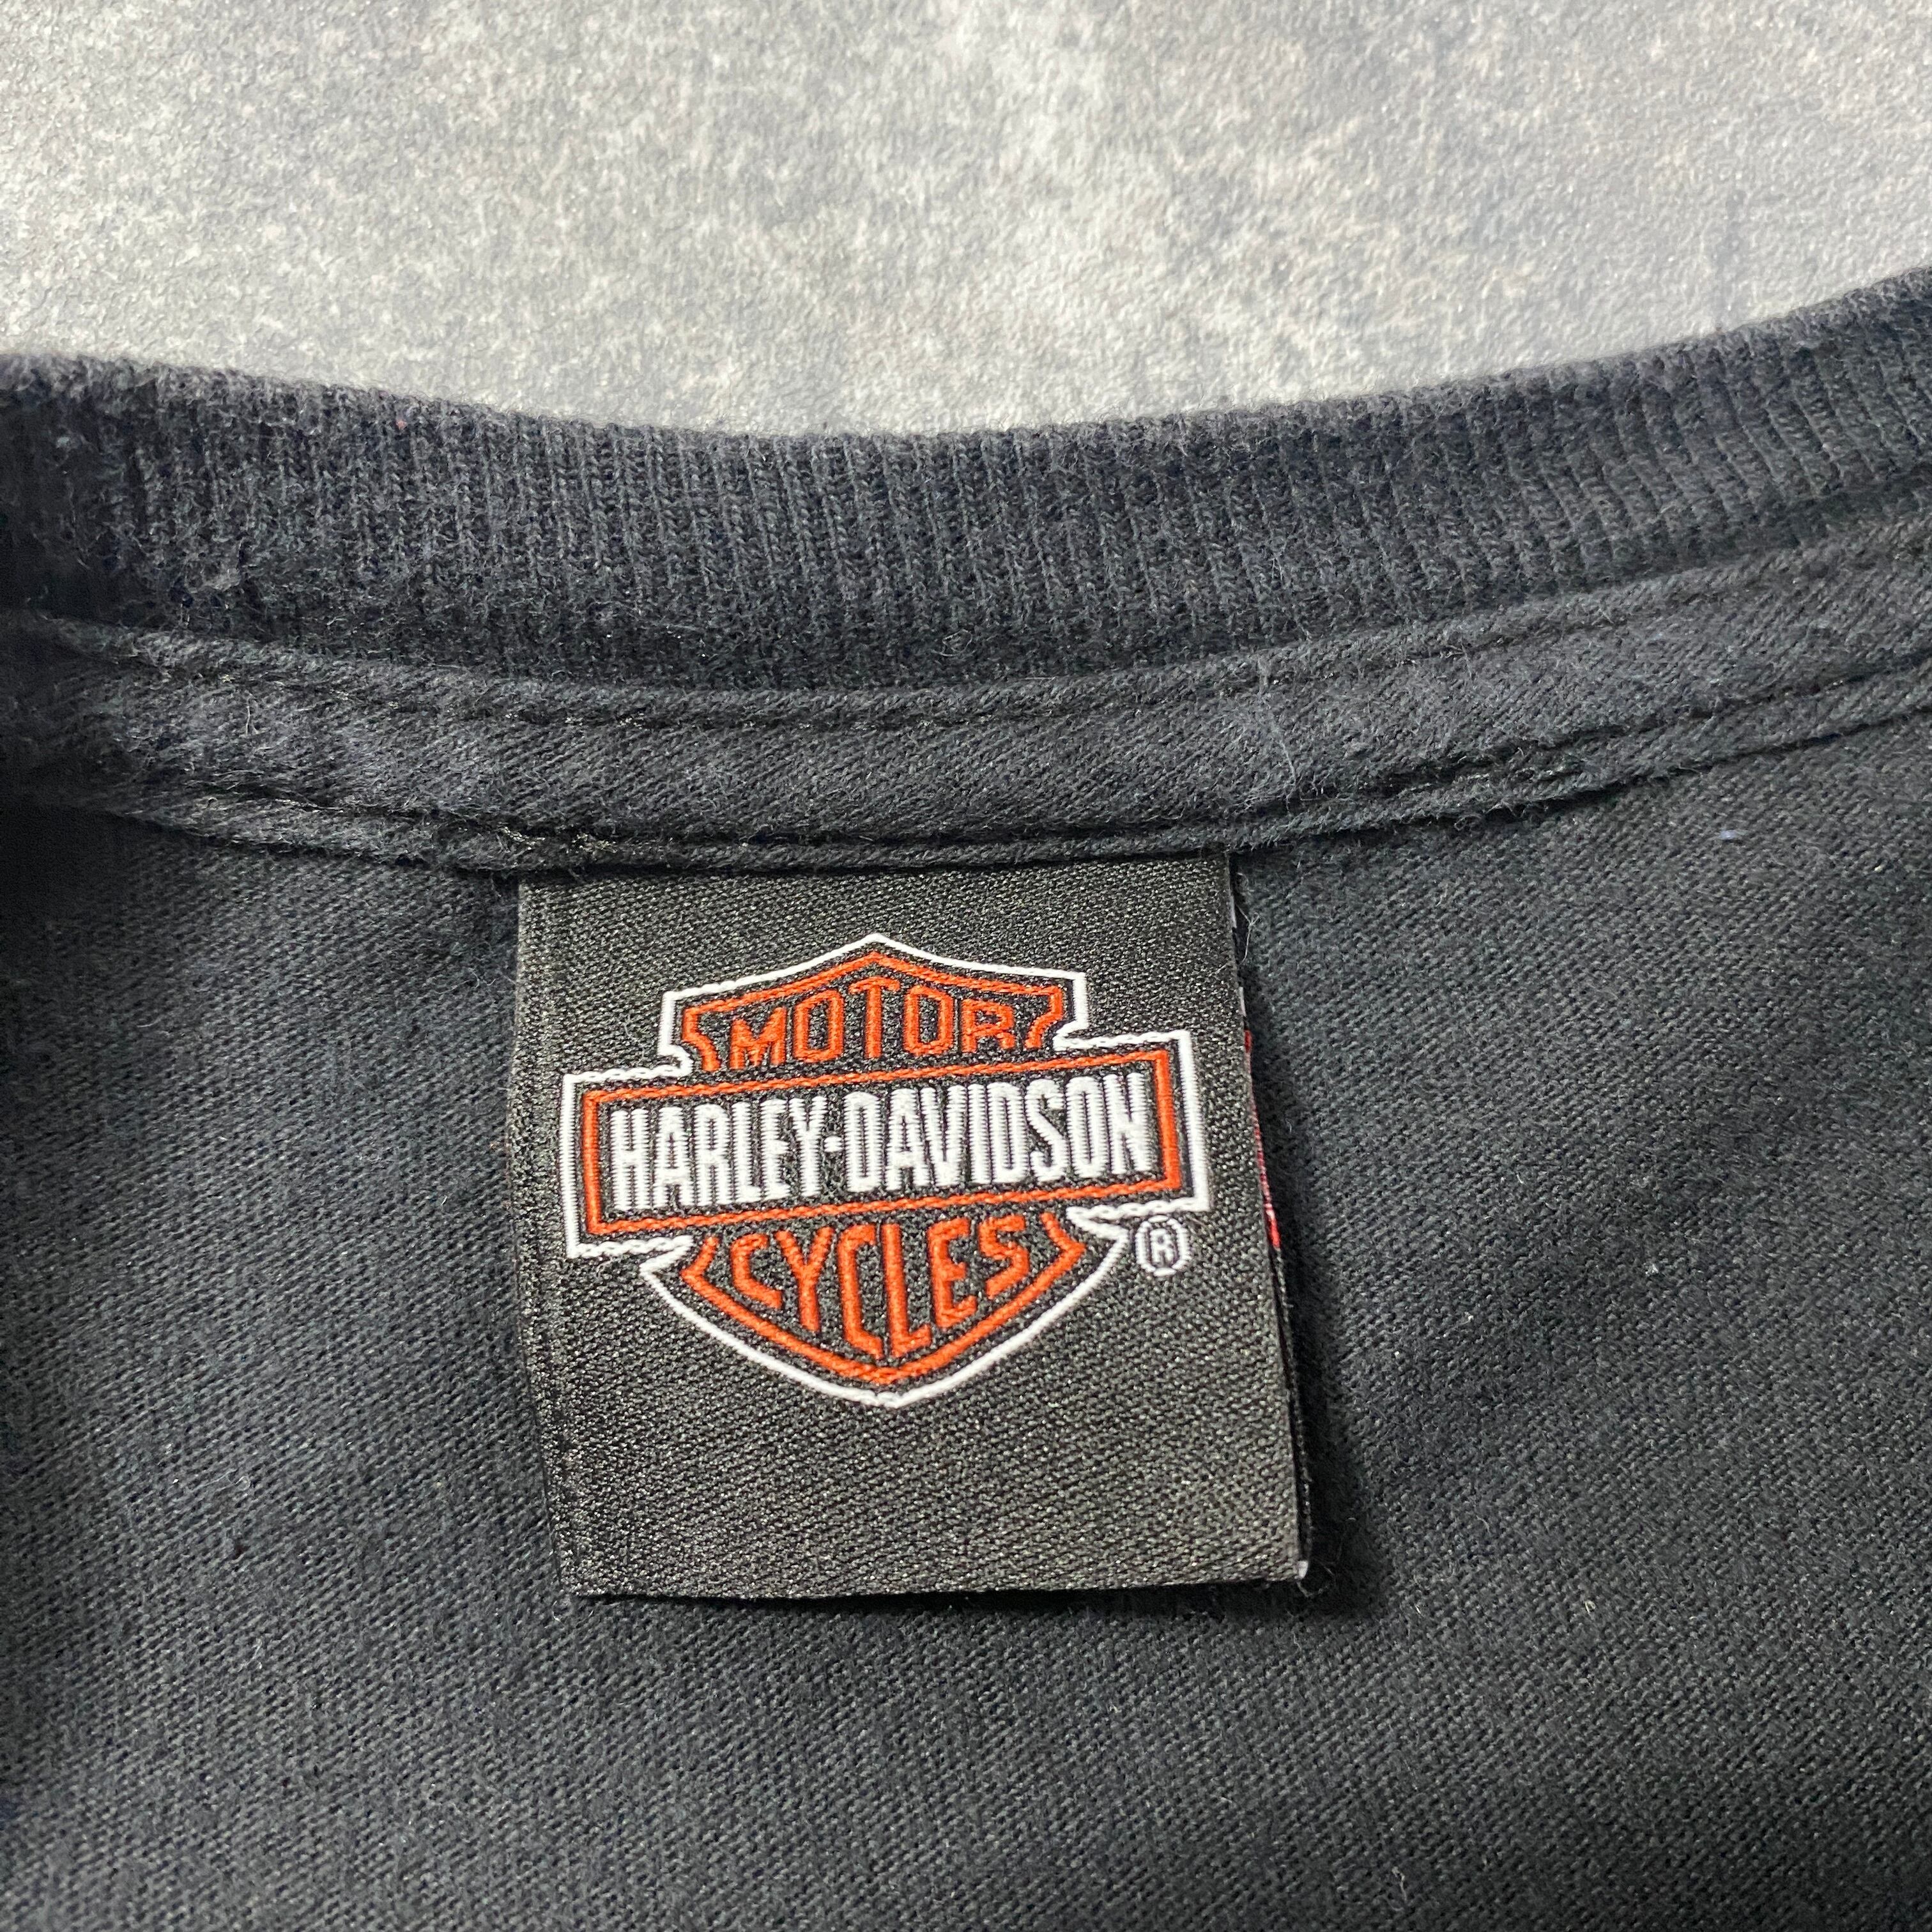 MOTOR
HARLEY-DAVIDSON
CYCLES
®